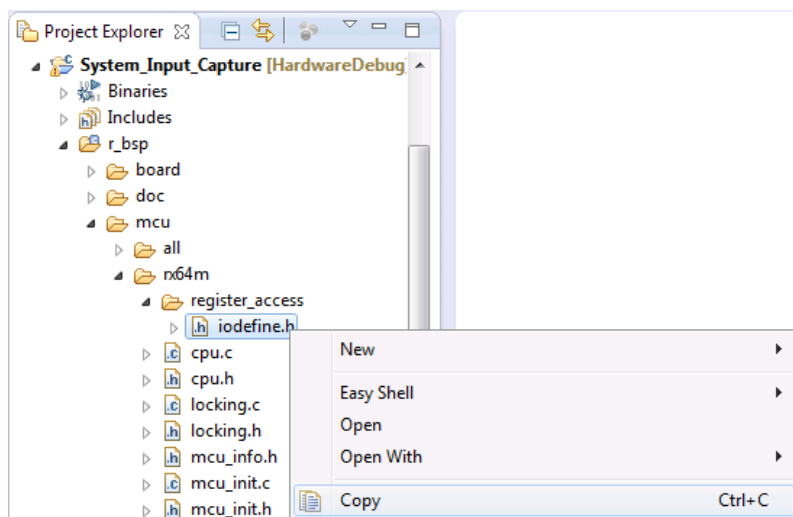 Project Explorer
System_Input_Capture [HardwareDebug]
Binaries
Includes
r_bsp
board
doc
mcu
all
rx64m
register_access
.h iodefine.h
.c cpu.c
.h cpu.h
.c locking.c
.h locking.h
.h mcu_info.h
.c mcu_init.c
.h mcu_init.h
New
Easy Shell
Open
Open With
Copy Ctrl+C